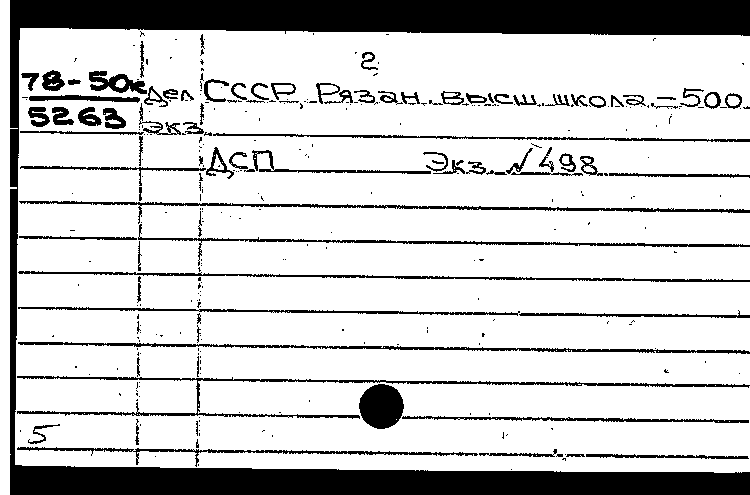 2
78-50к дел СССР, Рязан. высш. школа. – 500
5263 экз
ДСП Экз. № 498
5